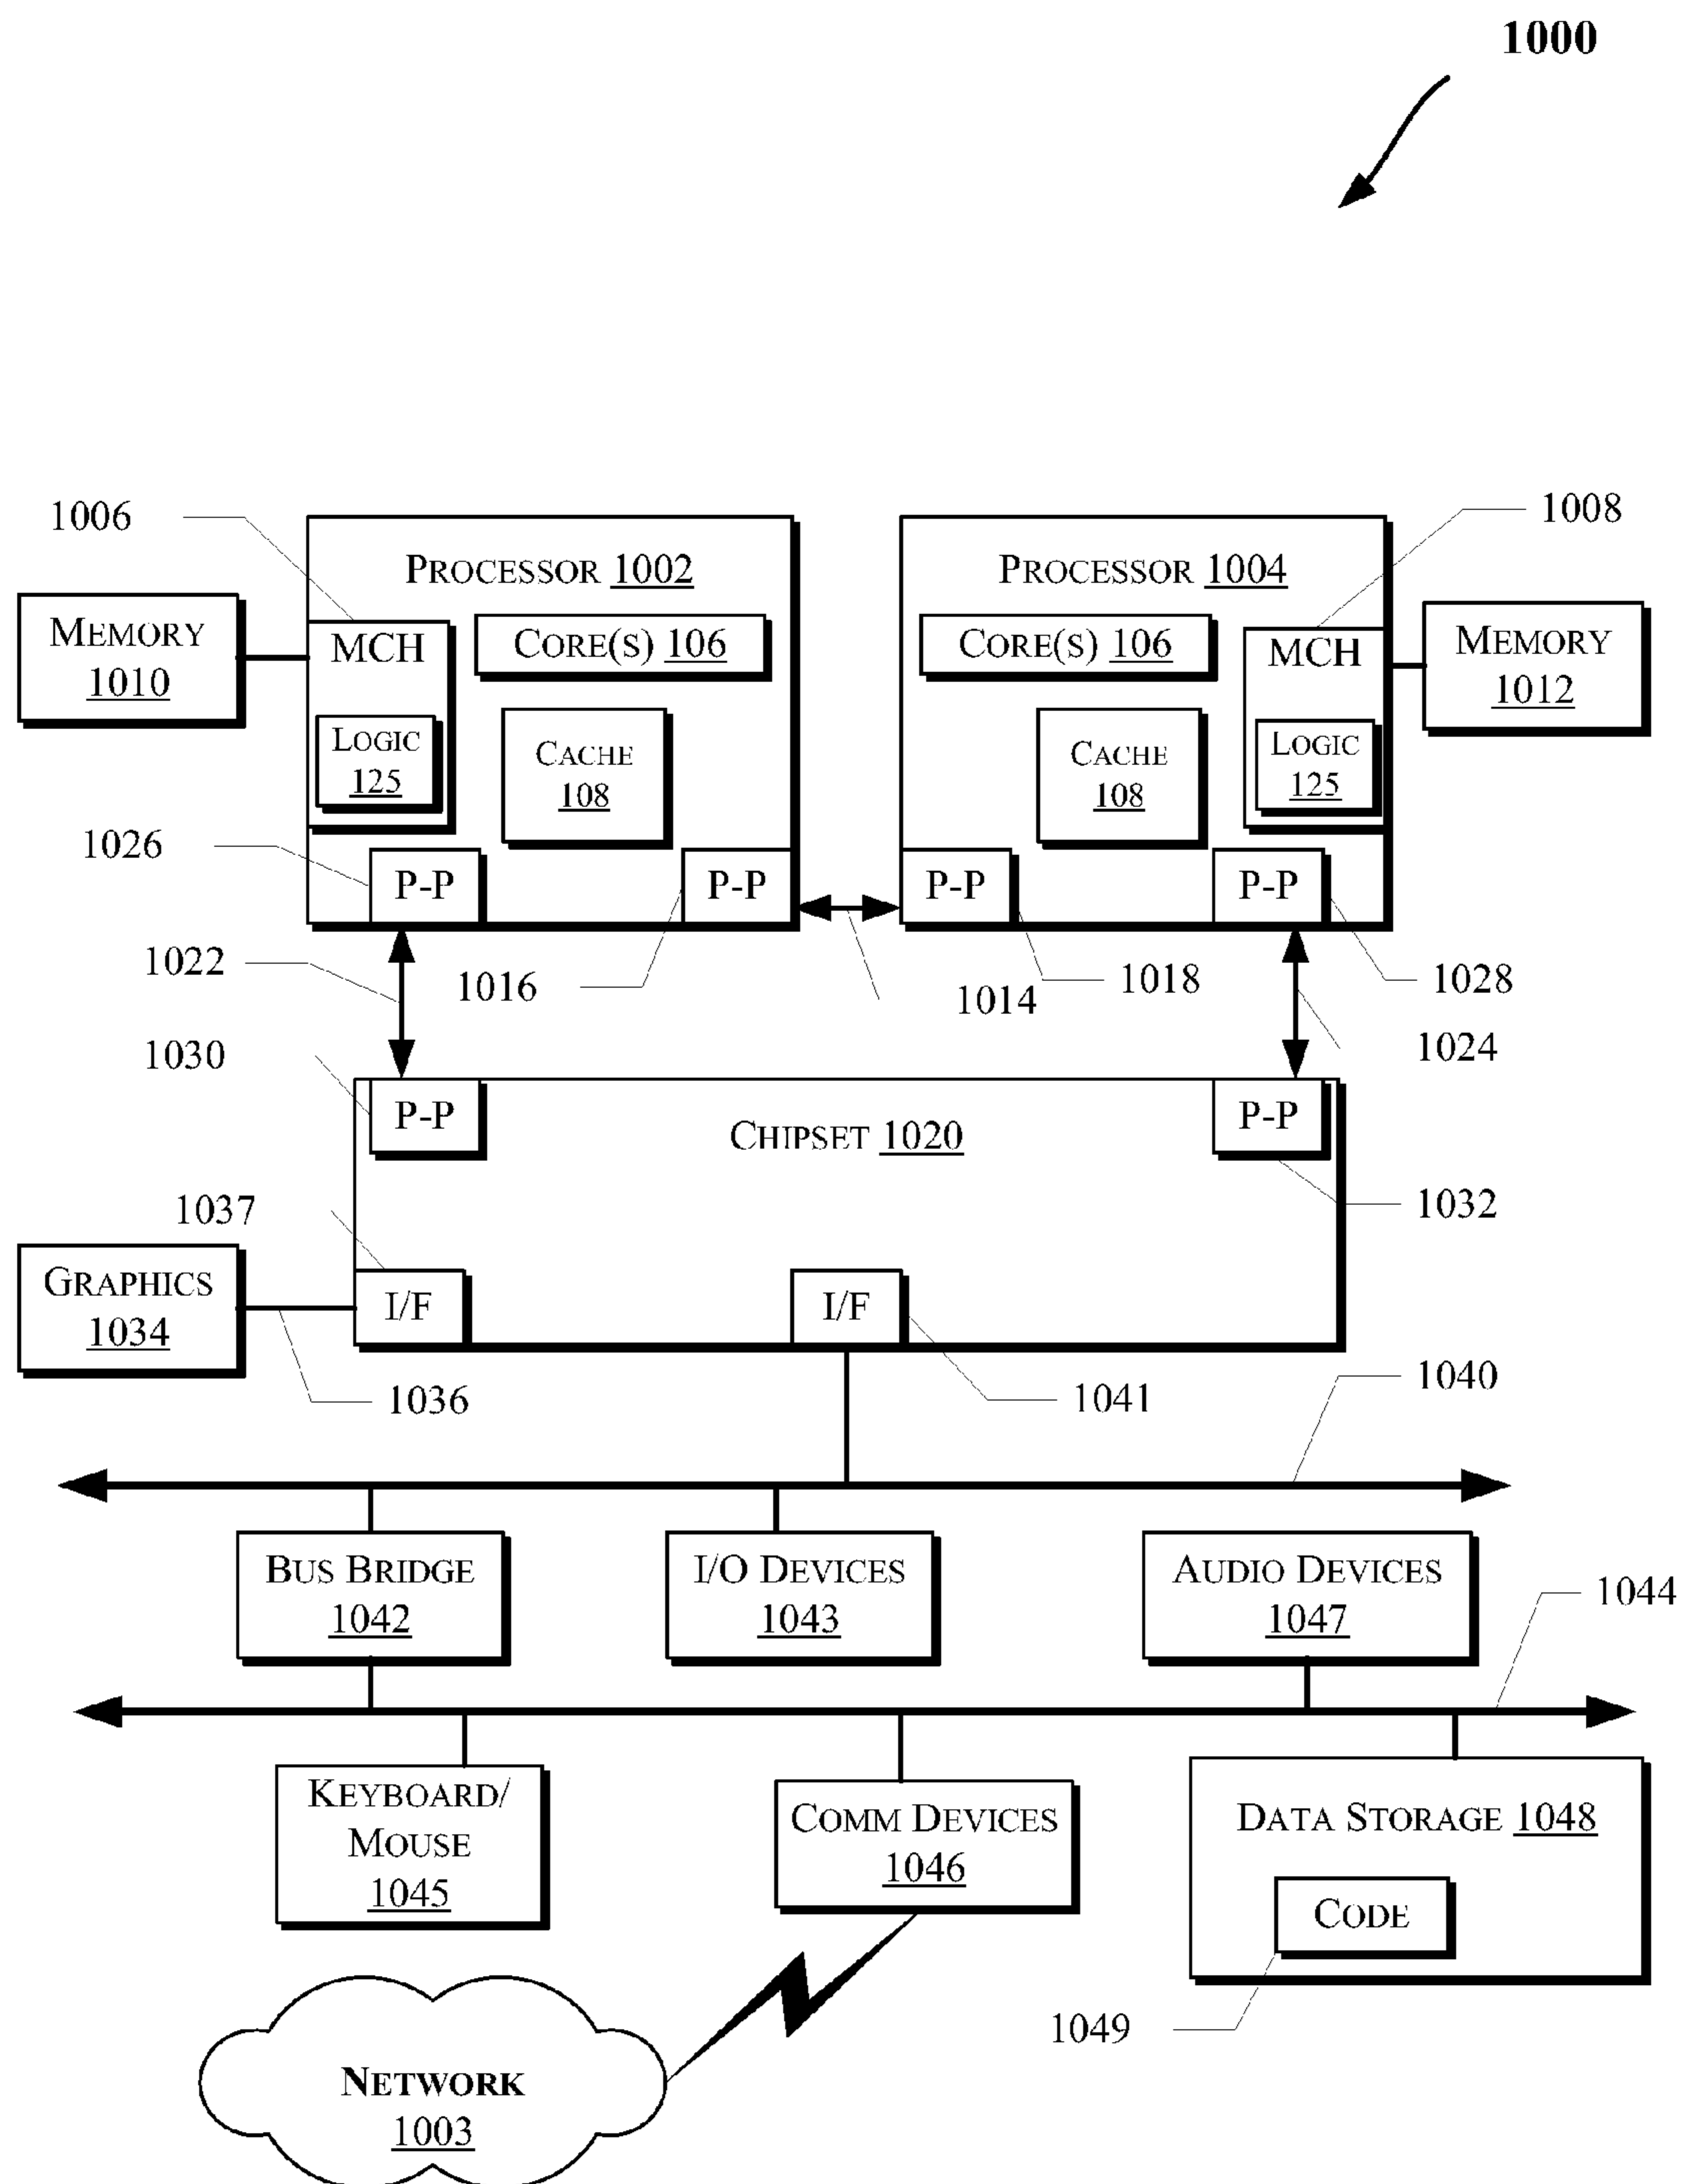 1000
1006
1008
PROCESSOR 1002
PROCESSOR 1004
MEMORY
1010
MCH
CORE(S) 106
CORE(S) 106
MCH
MEMORY
1012
LOGIC
125
CACHE
108
CACHE
108
LOGIC
125
1026
P-P
P-P
P-P
P-P
1022
1016
1014
1018
1028
1030
1024
P-P
CHIPSET 1020
P-P
1037
1032
GRAPHICS
1034
I/F
I/F
1036
1041
1040
BUS BRIDGE
1042
I/O DEVICES
1043
AUDIO DEVICES
1047
1044
KEYBOARD/
MOUSE
1045
COMM DEVICES
1046
DATA STORAGE 1048
CODE
1049
NETWORK
1003